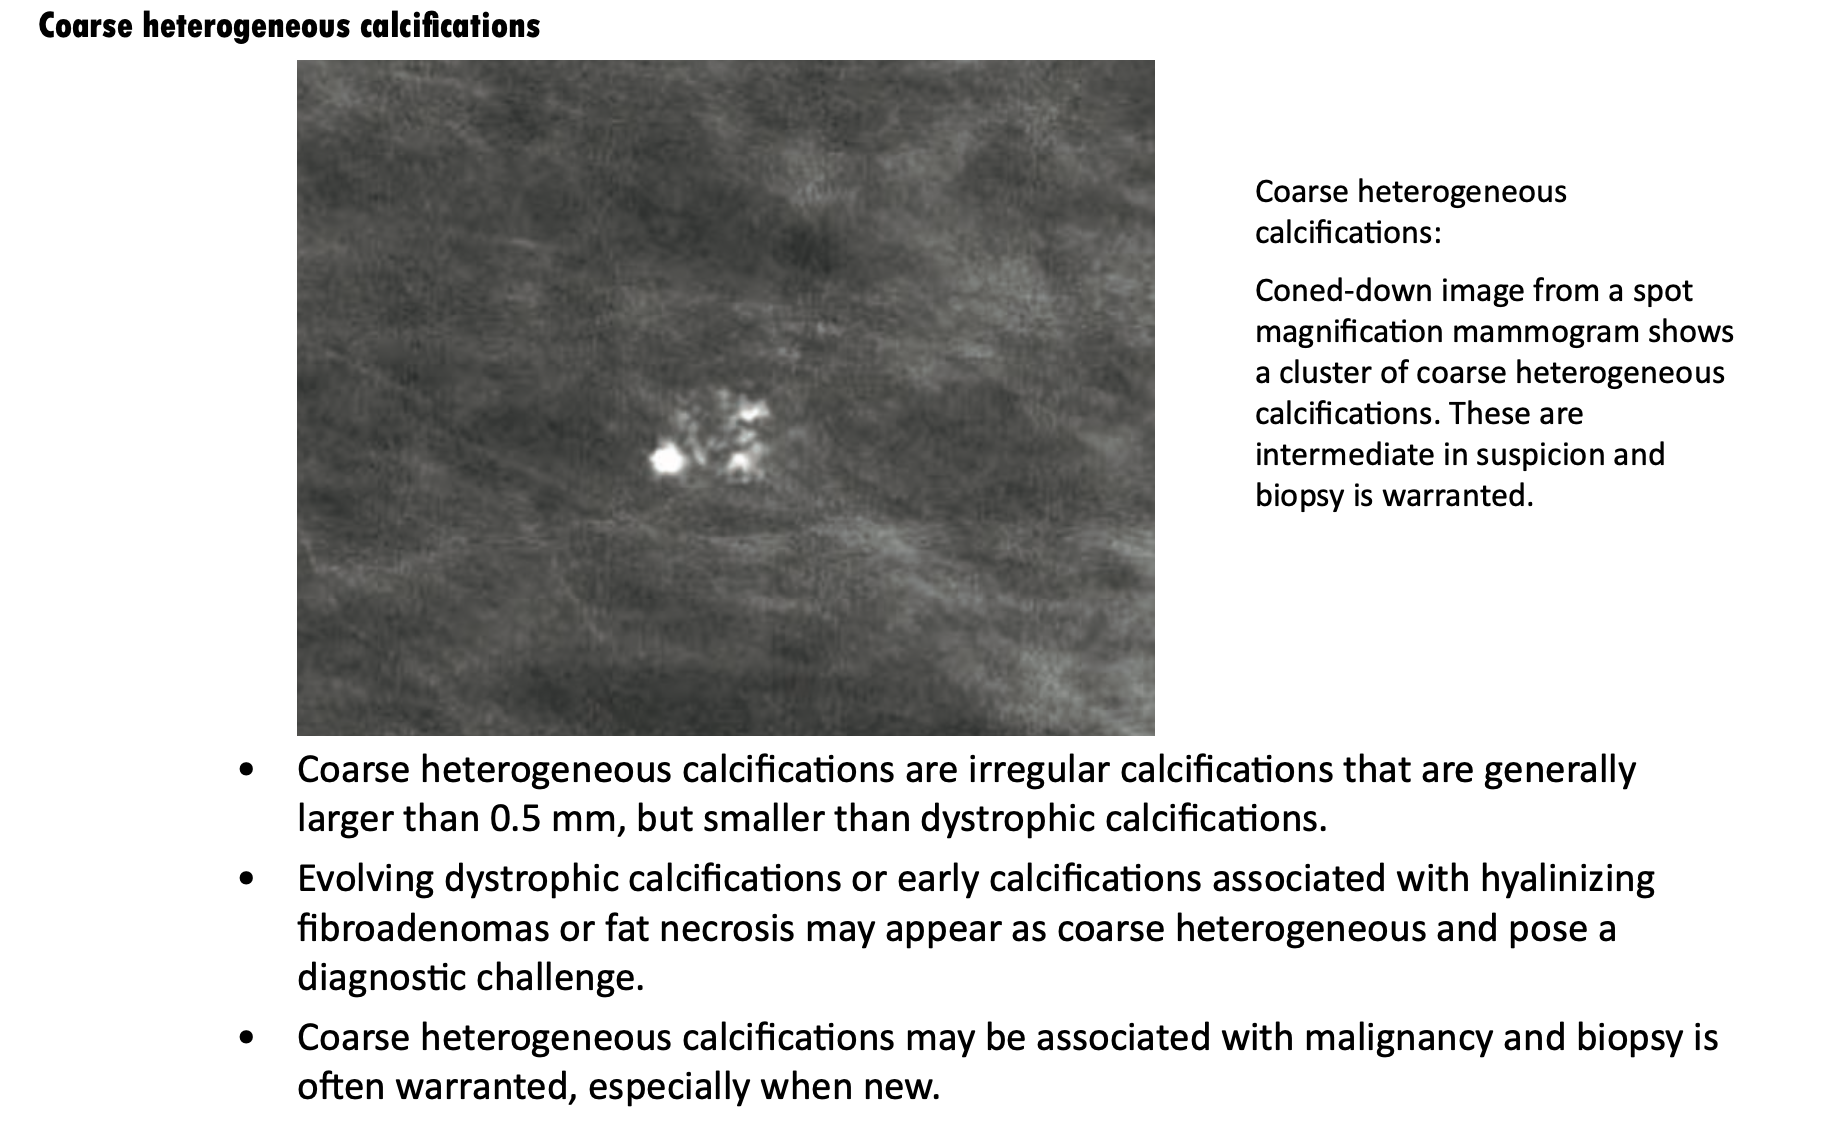 Coarse heterogeneous calcifications
Coarse heterogeneous
calcifications:
Coned-down image from a spot
magnification mammogram shows
a cluster of coarse heterogeneous
calcifications. These are
intermediate in suspicion and
biopsy is warranted.
• Coarse heterogeneous calcifications are irregular calcifications that are generally
larger than 0.5 mm, but smaller than dystrophic calcifications.
• Evolving dystrophic calcifications or early calcifications associated with hyalinizing
fibroadenomas or fat necrosis may appear as coarse heterogeneous and pose a
diagnostic challenge.
• Coarse heterogeneous calcifications may be associated with malignancy and biopsy is
often warranted, especially when new.